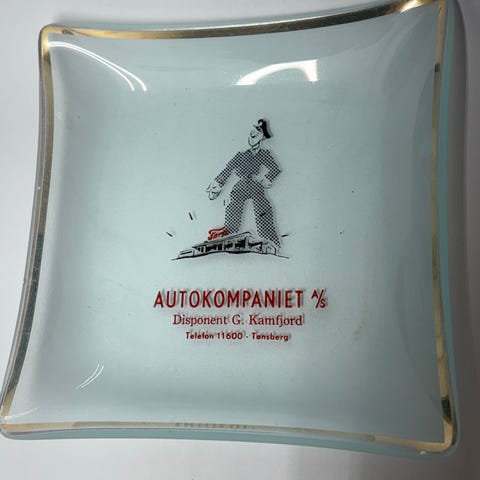 AUTOKOMPANIET A/S
Disponent G. Kamfjord
Telefon 11600 - Tønsberg